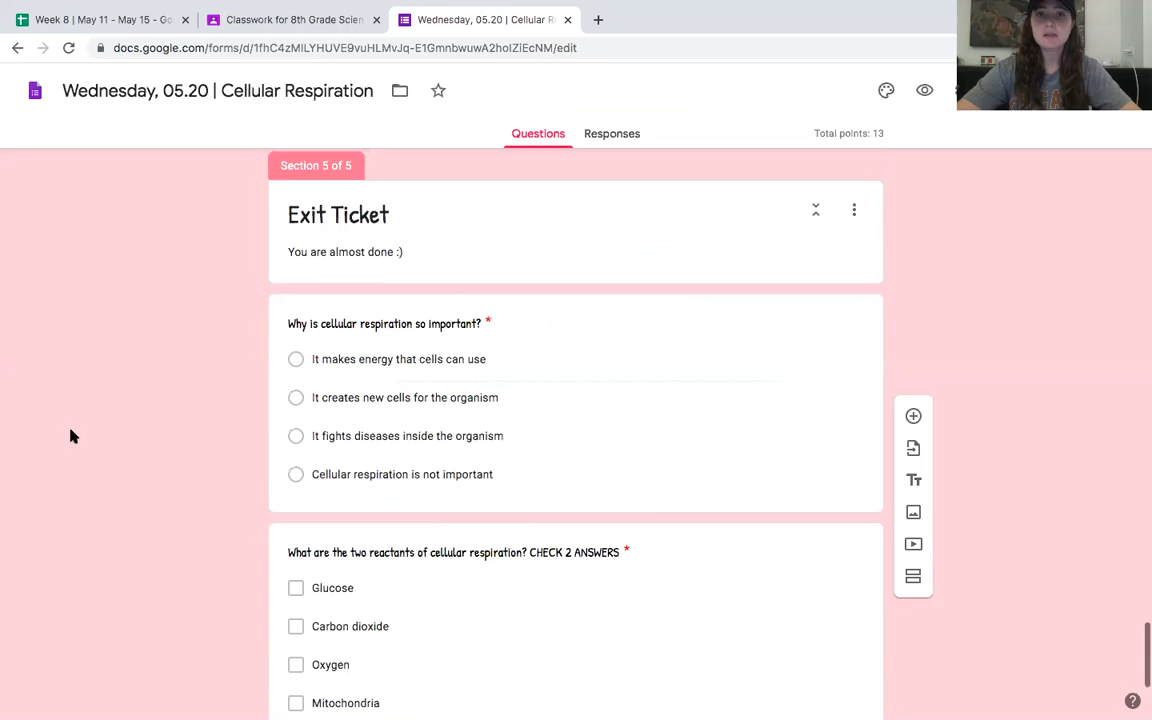 Week 8 | May 11 - May 15 - Go
Classwork for 8th Grade Scien
Wednesday, 05.20 | Cellular R
docs.google.com/forms/d/1fhC4zMlLYHUVE9vuHLMvJq-E1GmnbwuwA2hoIZiEcNM/edit
Wednesday, 05.20 | Cellular Respiration
Questions
Responses
Total points: 13
Section 5 of 5
Exit Ticket
You are almost done :)
Why is cellular respiration so important? *
It makes energy that cells can use
It creates new cells for the organism
It fights diseases inside the organism
Cellular respiration is not important
What are the two reactants of cellular respiration? CHECK 2 ANSWERS *
Glucose
Carbon dioxide
Oxygen
Mitochondria